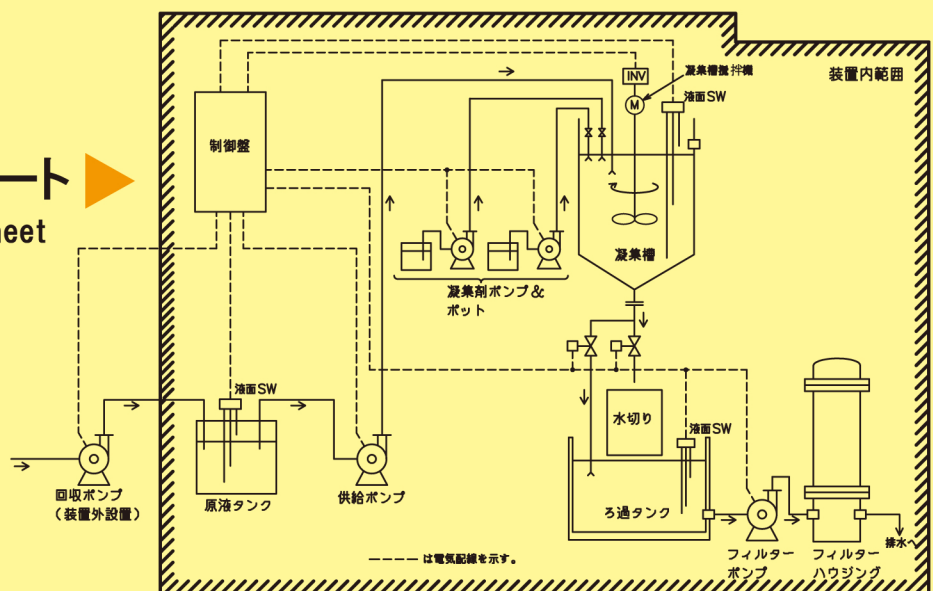 装置内範囲
凝集槽撹拌機
INV
M
液面SW
制御盤
ート
heet
凝集槽
凝集剤ポンプ&
ポット
液面SW
水切り
液面SW
回収ポンプ
(装置外設置)
原液タンク
供給ポンプ
ろ過タンク
排水へ
フィルター
ポンプ
フィルター
ハウジング
は電気配線を示す。